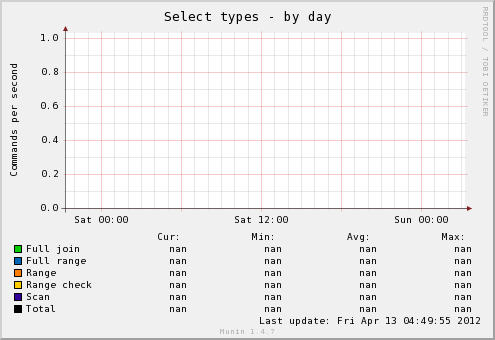 Select types - by day
RRDTOOL / TOBI OETIKER
Commands per second
1.0
0.8
0.6
0.4
0.2
0.0
Sat 00:00 Sat 12:00 Sun 00:00
Cur: Min: Avg: Max:
Full join nan nan nan nan
Full range nan nan nan nan
Range nan nan nan nan
Range check nan nan nan nan
Scan nan nan nan nan
Total nan nan nan nan
Last update: Fri Apr 13 04:49:55 2012
Munin 1.4.7